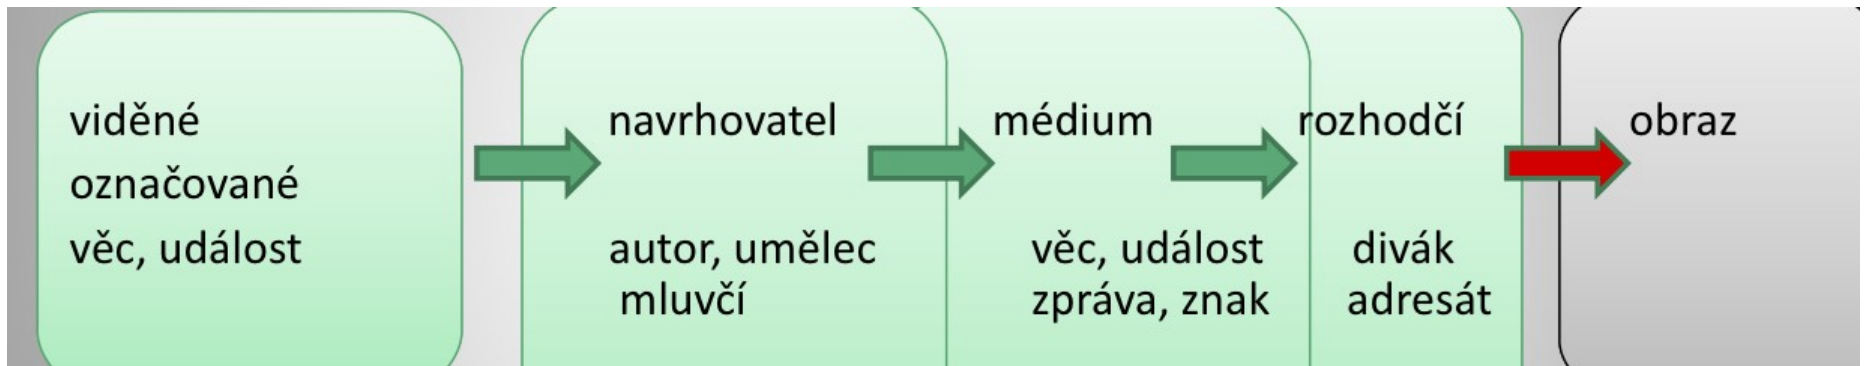 viděné
označované
věc, událost
navrhovatel
autor, umělec
mluvčí
médium
věc, událost
zpráva, znak
rozhodčí
divák
adresát
obraz